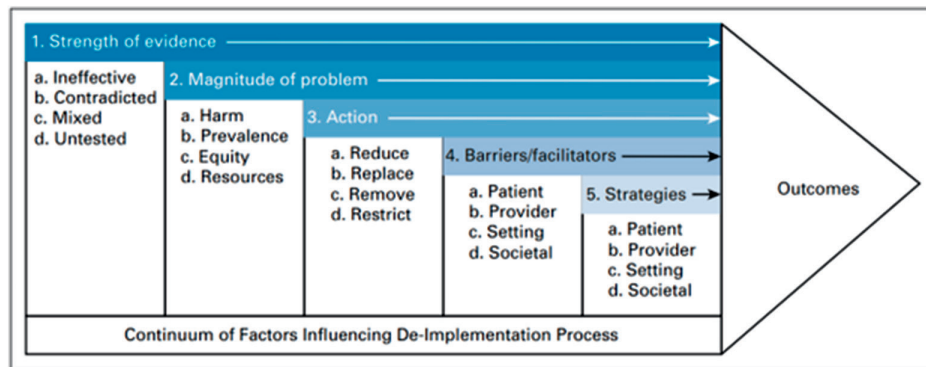 1. Strength of evidence
a. Ineffective
b. Contradicted
c. Mixed
d. Untested
2. Magnitude of problem
a. Harm
b. Prevalence
c. Equity
d. Resources
3. Action
a. Reduce
b. Replace
c. Remove
d. Restrict
4. Barriers/facilitators
a. Patient
b. Provider
c. Setting
d. Societal
5. Strategies
a. Patient
b. Provider
c. Setting
d. Societal
Outcomes
Continuum of Factors Influencing De-Implementation Process